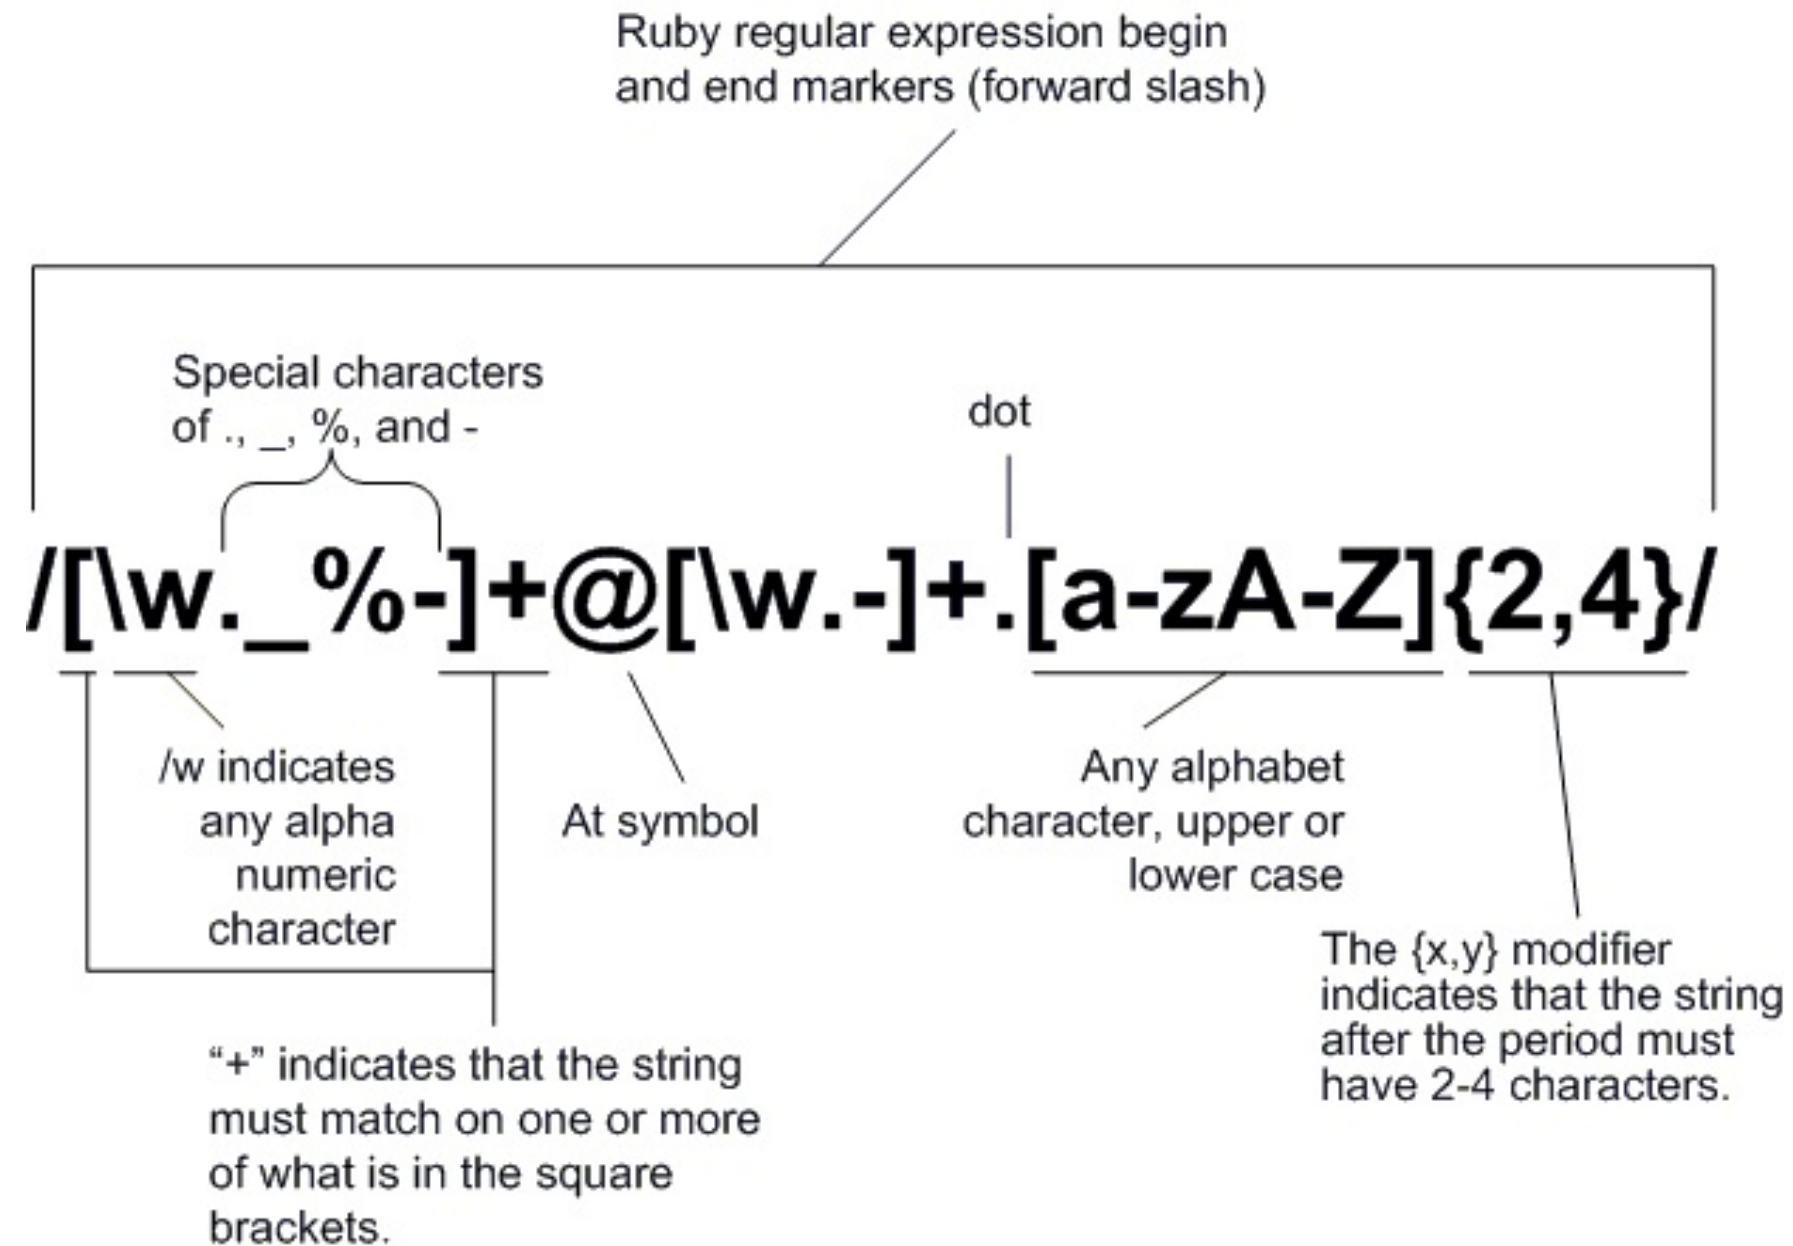 Ruby regular expression begin
and end markers (forward slash)
Special characters
of ., _, %, and -
dot
/[\w._%-]+@[\w.-]+.[a-zA-Z]{2,4}/
/w indicates
any alpha
numeric
character
At symbol
Any alphabet
character, upper or
lower case
The {x,y} modifier
indicates that the string
after the period must
have 2-4 characters.
“+” indicates that the string
must match on one or more
of what is in the square
brackets.